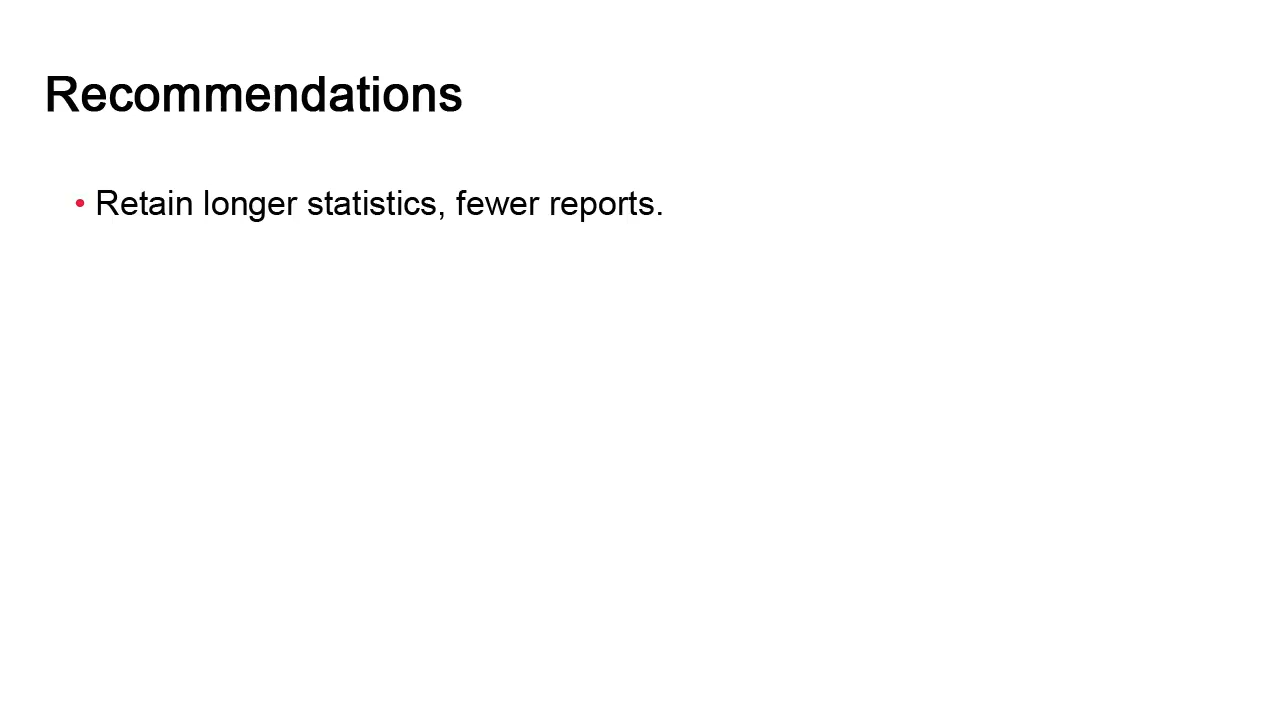 Recommendations
• Retain longer statistics, fewer reports.